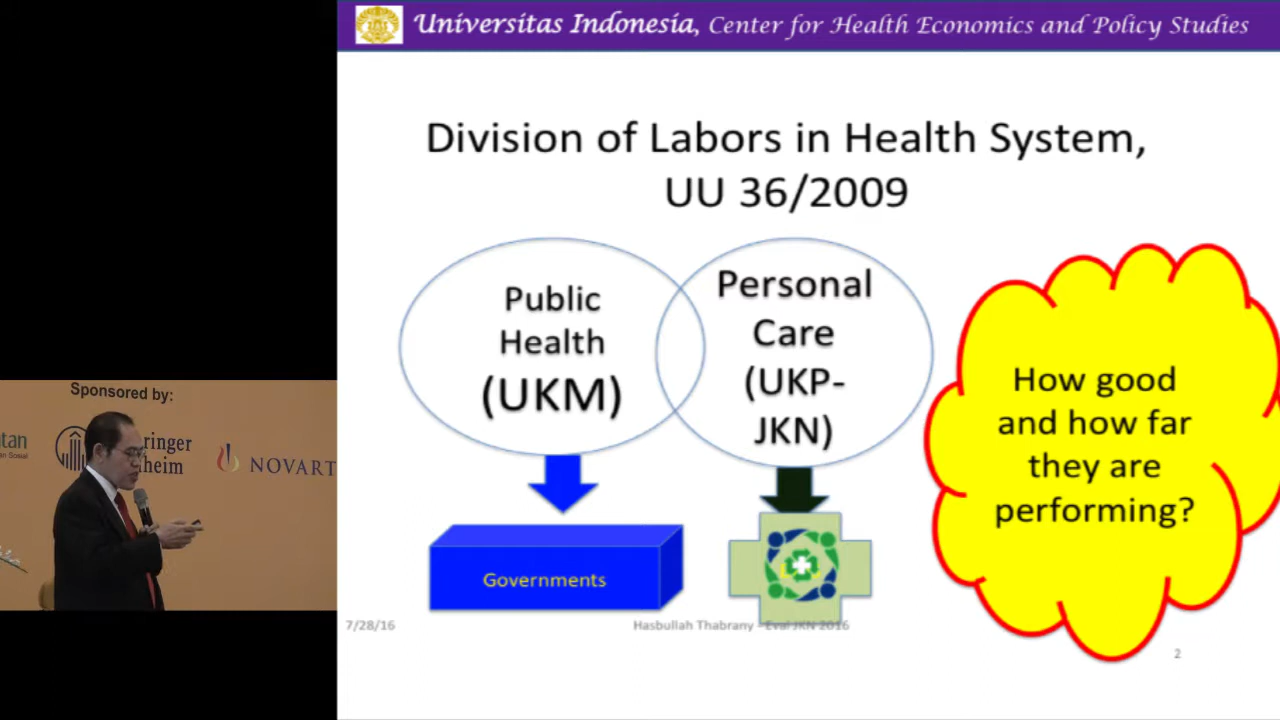 Universitas Indonesia, Center for Health Economics and Policy Studies
Division of Labors in Health System,
UU 36/2009
Public
Health
(UKM)
Personal
Care
(UKP-
JKN)
How good
and how far
they are
performing?
Governments
7/28/16
Hasbullah Thabrany - Eval JKN 2016
2
Sponsored by: